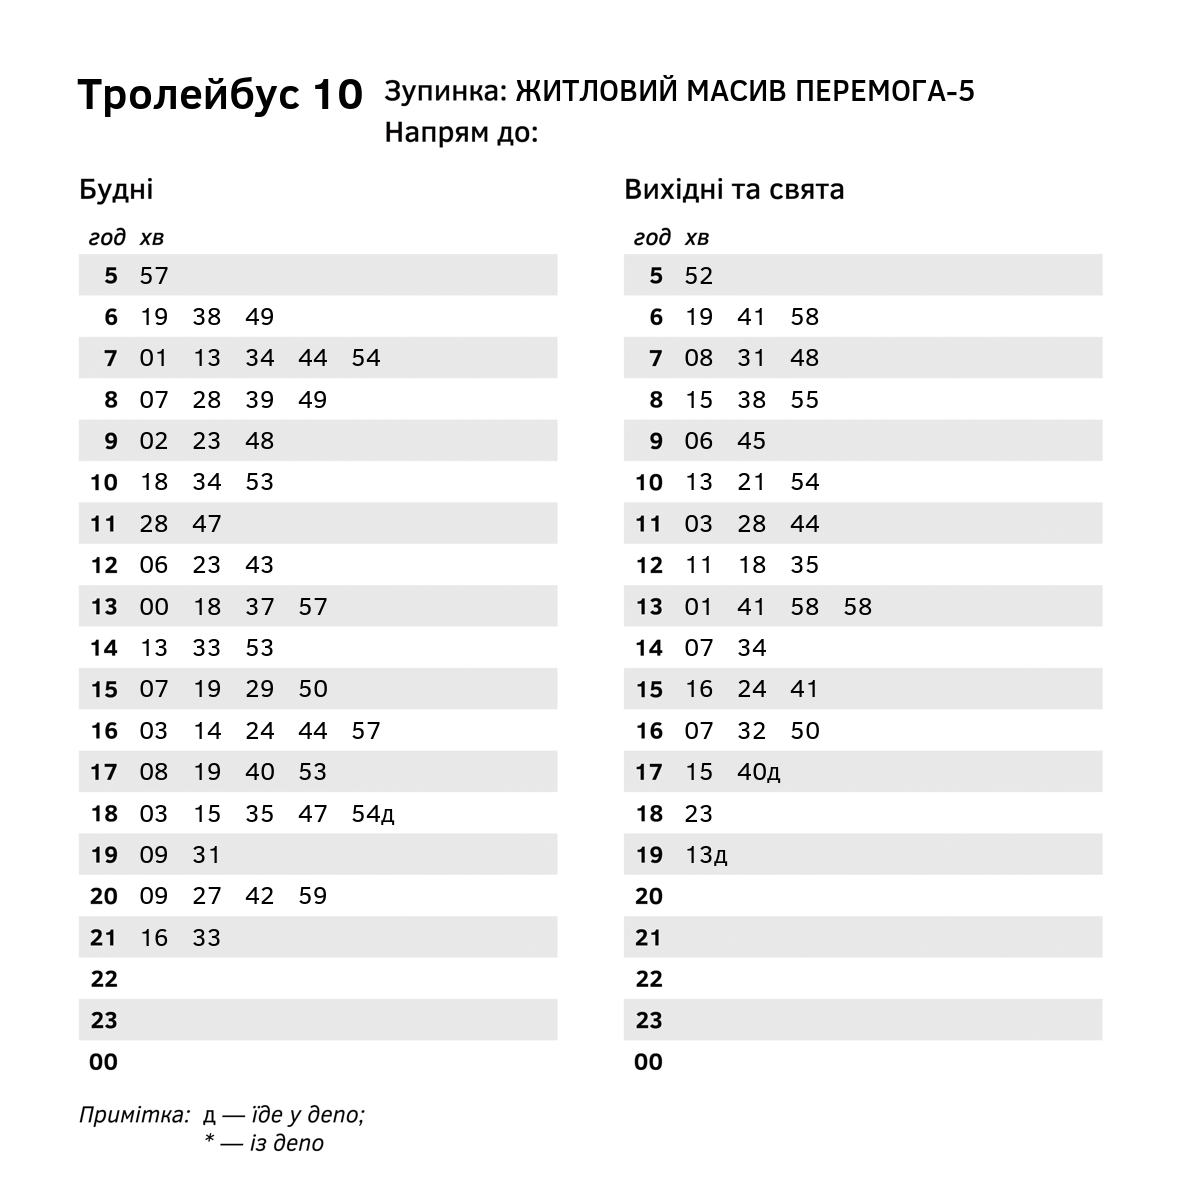 Тролейбус 10 Зупинка: ЖИТЛОВИЙ МАСИВ ПЕРЕМОГА-5
Напрям до:
Будні
год хв
5 57
6 19 38 49
7 01 13 34 44 54
8 07 28 39 49
9 02 23 48
10 18 34 53
11 28 47
12 06 23 43
13 00 18 37 57
14 13 33 53
15 07 19 29 50
16 03 14 24 44 57
17 08 19 40 53
18 03 15 35 47 54д
19 09 31
20 09 27 42 59
21 16 33
22
23
00
Вихідні та свята
год хв
5 52
6 19 41 58
7 08 31 48
8 15 38 55
9 06 45
10 13 21 54
11 03 28 44
12 11 18 35
13 01 41 58 58
14 07 34
15 16 24 41
16 07 32 50
17 15 40д
18 23
19 13д
20
21
22
23
00
Примітка: д — їде у депо;
* — із депо